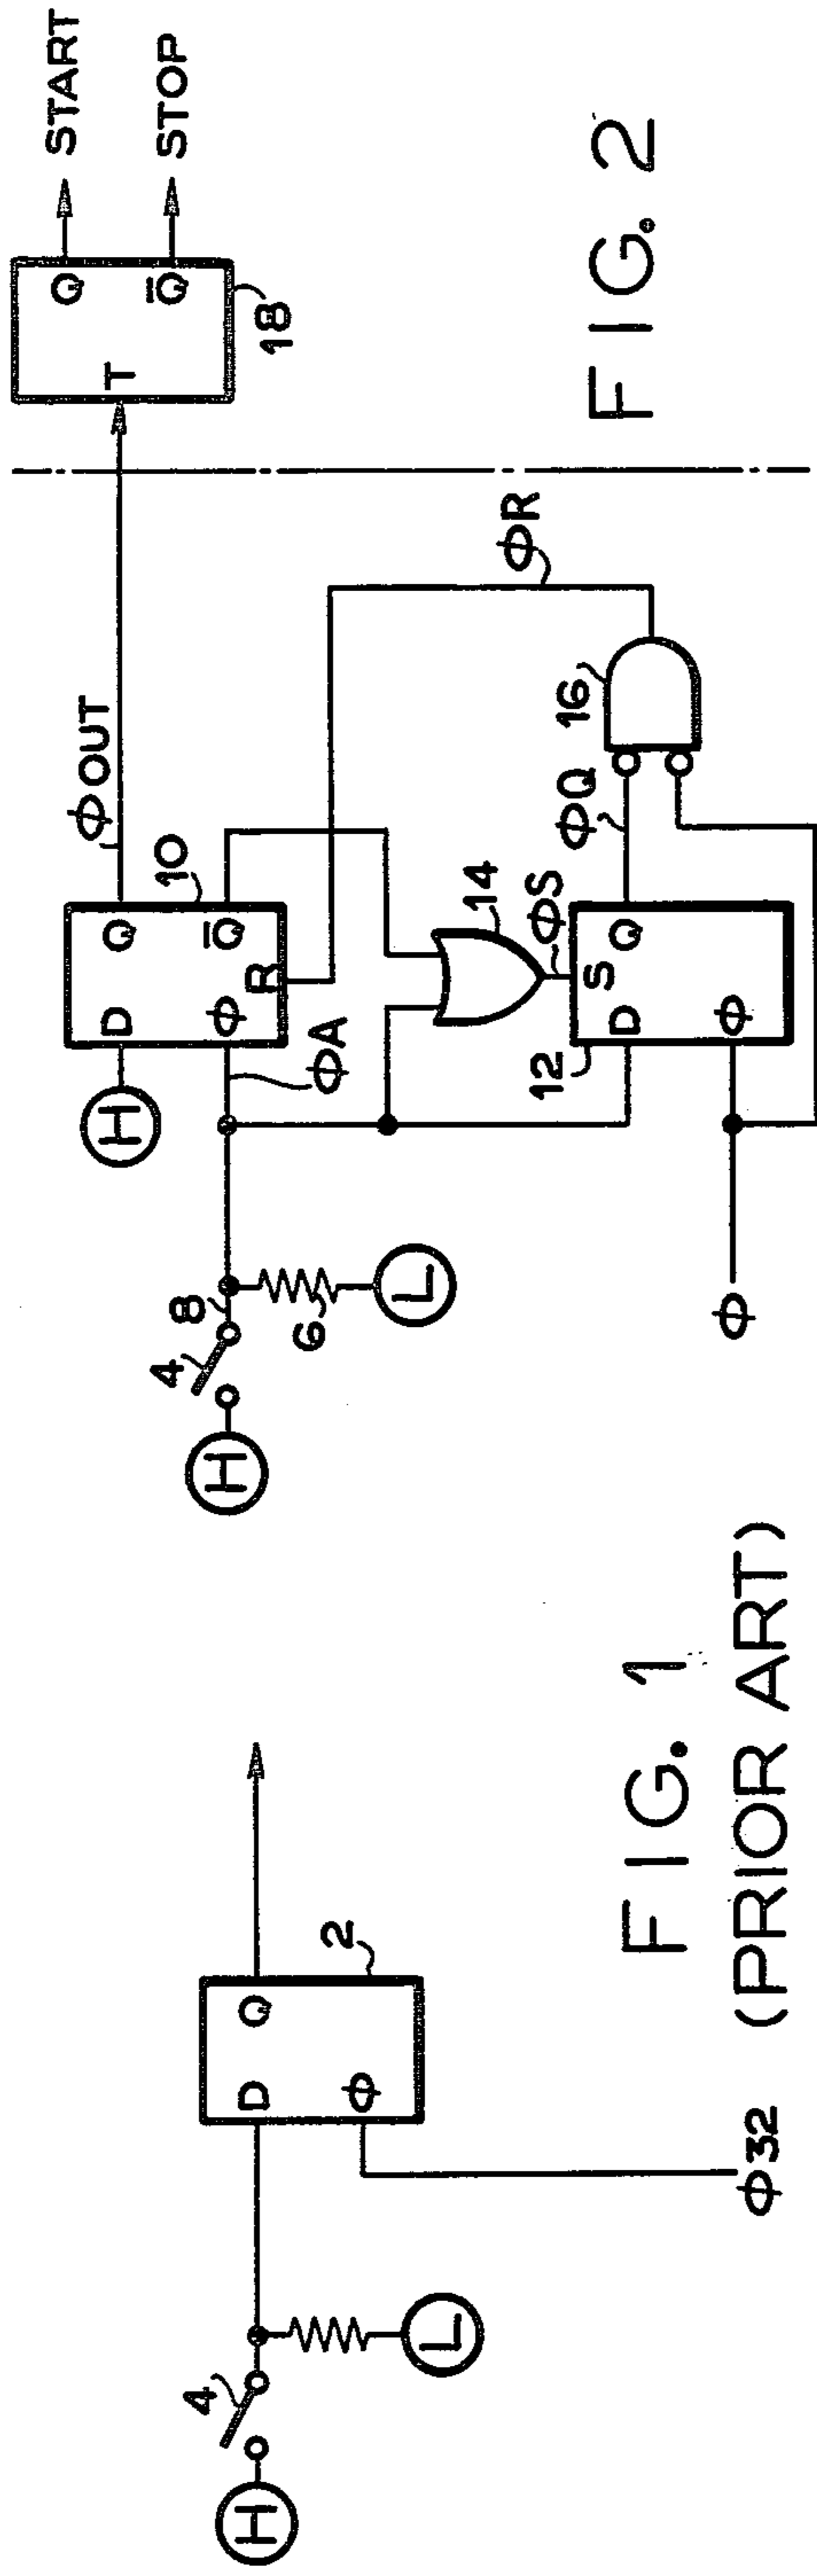 H
4
L
D
Q
Φ
2
Φ32
FIG. 1
(PRIOR ART)
H
4
8
6
L
H
D
Q
Φ
Q̅
R
10
ΦA
ΦOUT
14
ΦS
12
S
D
Q
Φ
Φ
ΦQ
16
ΦR
T
Q
Q̅
18
START
STOP
FIG. 2